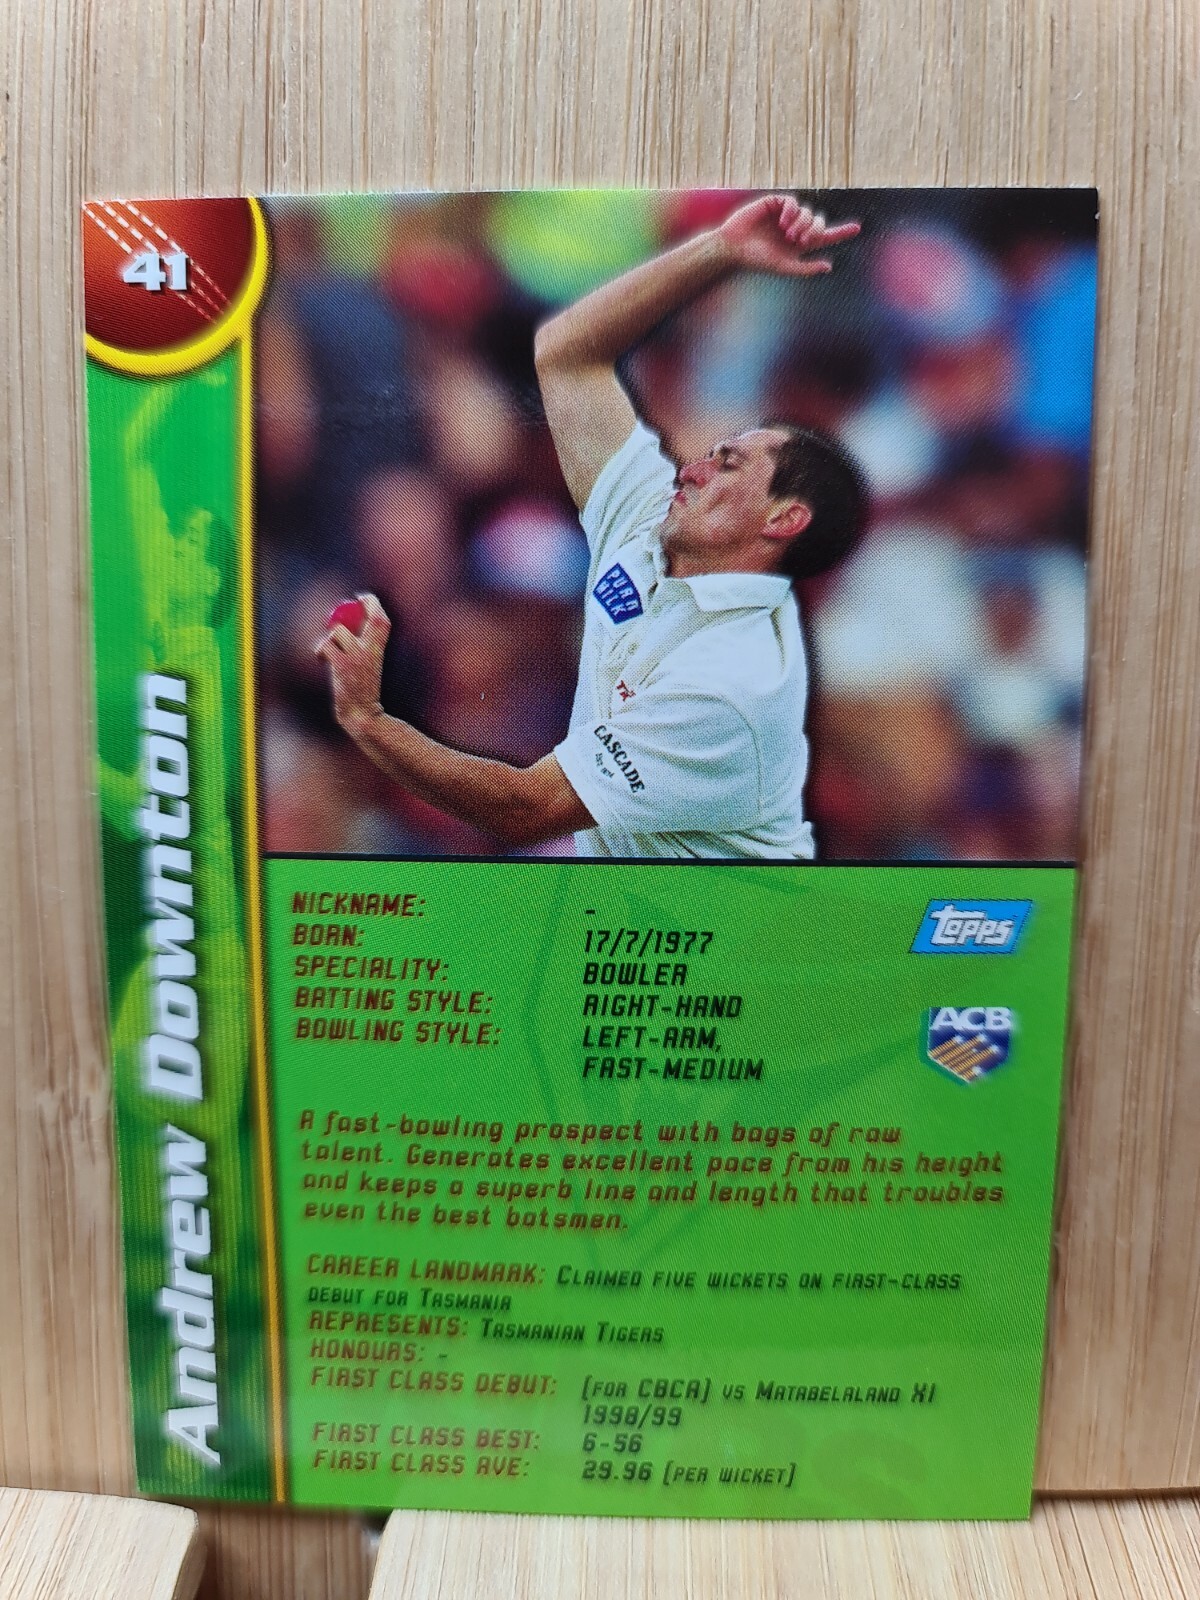 41
PURA
MILK
CASCADE
Andrew Downton
NICKNAME: -
BORN: 17/7/1977
SPECIALITY: BOWLER
BATTING STYLE: RIGHT-HAND
BOWLING STYLE: LEFT-ARM,
FAST-MEDIUM
Topps
ACB
A fast-bowling prospect with bags of raw
talent. Generates excellent pace from his height
and keeps a superb line and length that troubles
even the best batsmen.
CAREER LANDMARK: CLAIMED FIVE WICKETS ON FIRST-CLASS
DEBUT FOR TASMANIA
REPRESENTS: TASMANIAN TIGERS
HONOURS: -
FIRST CLASS DEBUT: (FOR CBCA) VS MATABELALAND XI
1998/99
FIRST CLASS BEST: 6-56
FIRST CLASS AVE: 29.96 (PER WICKET)